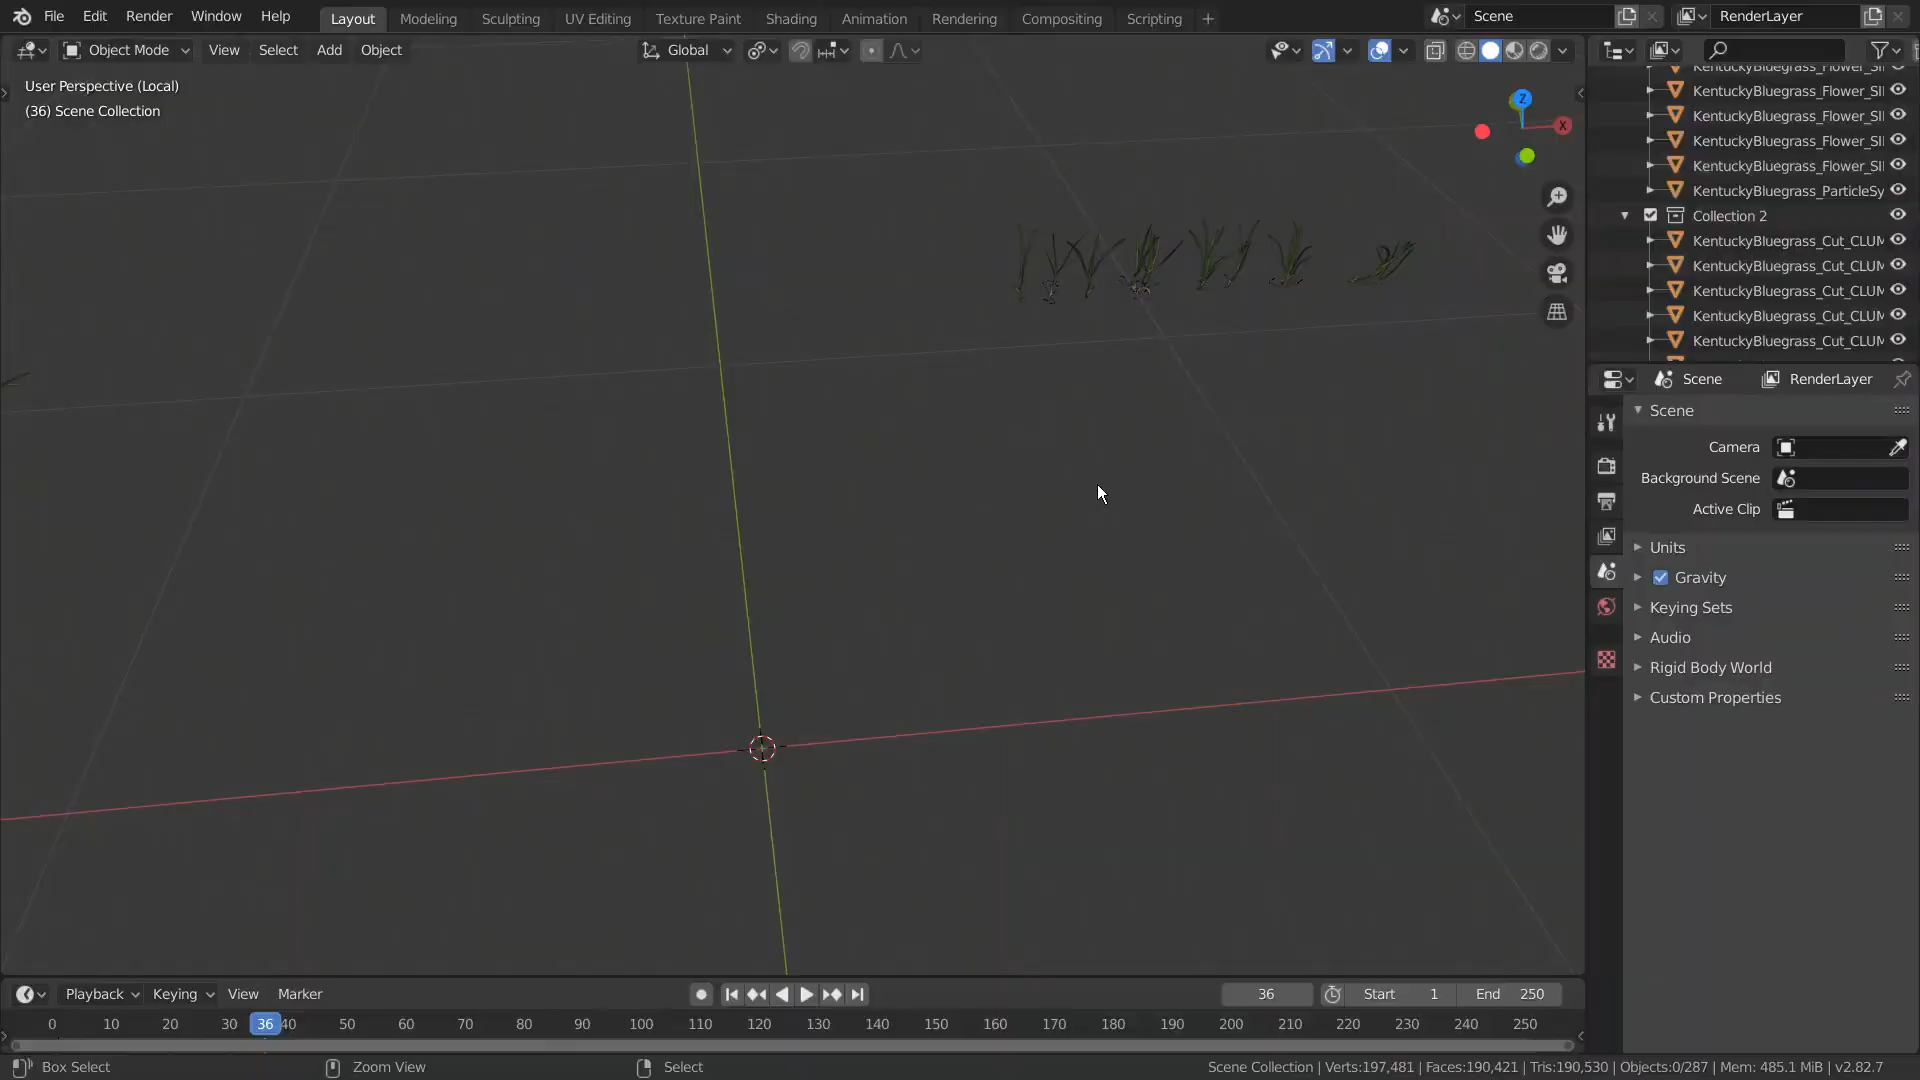 File Edit Render Window Help Layout Modeling Sculpting UV Editing Texture Paint Shading Animation Rendering Compositing Scripting + Scene RenderLayer
Object Mode View Select Add Object Global
User Perspective (Local)
(36) Scene Collection
Z
X
KentuckyBluegrass_Flower_SI
KentuckyBluegrass_Flower_SI
KentuckyBluegrass_Flower_SI
KentuckyBluegrass_Flower_SI
KentuckyBluegrass_Flower_SI
KentuckyBluegrass_ParticleSy
Collection 2
KentuckyBluegrass_Cut_CLUM
KentuckyBluegrass_Cut_CLUM
KentuckyBluegrass_Cut_CLUM
KentuckyBluegrass_Cut_CLUM
KentuckyBluegrass_Cut_CLUM
Scene RenderLayer
Scene
Camera
Background Scene
Active Clip
Units
Gravity
Keying Sets
Audio
Rigid Body World
Custom Properties
Playback Keying View Marker 36 Start 1 End 250
0 10 20 30 36 40 50 60 70 80 90 100 110 120 130 140 150 160 170 180 190 200 210 220 230 240 250
Box Select Zoom View Select Scene Collection | Verts:197,481 | Faces:190,421 | Tris:190,530 | Objects:0/287 | Mem: 485.1 MiB | v2.82.7